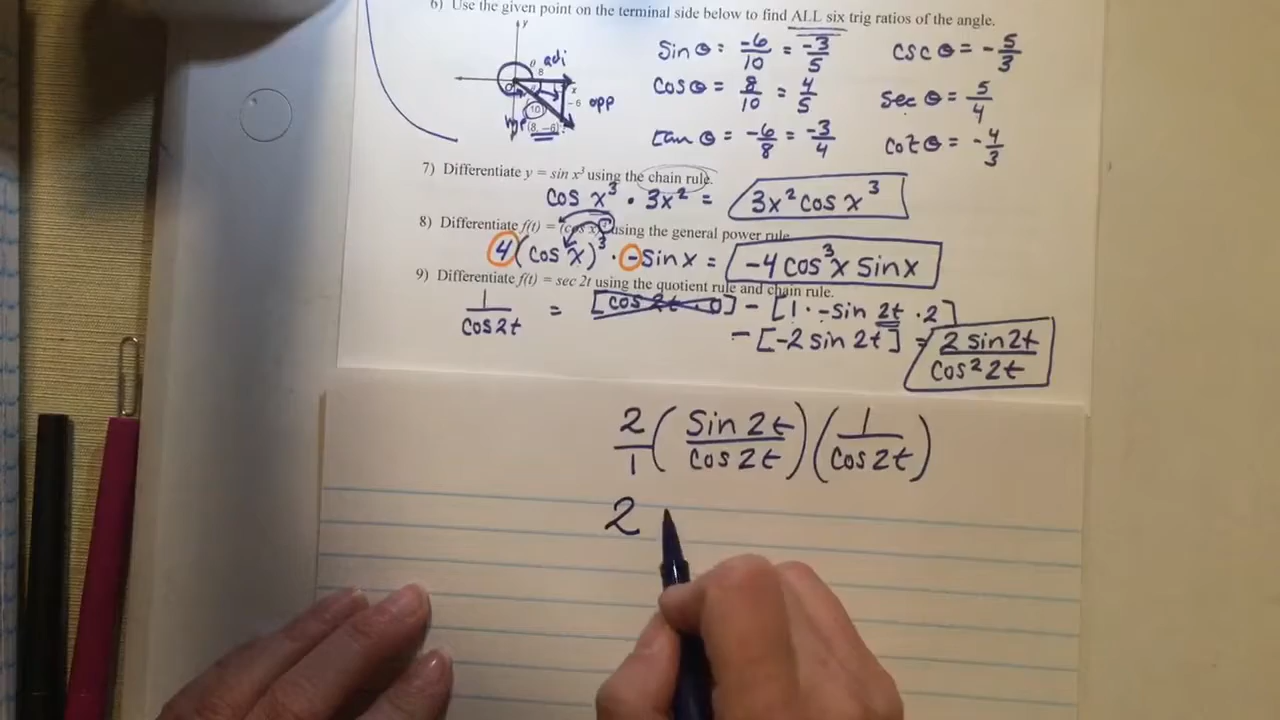 6) Use the given point on the terminal side below to find ALL six trig ratios of the angle.
y
θ adj
8
x
-6 opp
10
hyp (8, -6)
sin θ = -6/10 = -3/5 csc θ = -5/3
cos θ = 8/10 = 4/5 sec θ = 5/4
tan θ = -6/8 = -3/4 cot θ = -4/3
7) Differentiate y = sin x³ using the chain rule.
cos x³ · 3x² = 3x² cos x³
8) Differentiate f(t) = (cos x) using the general power rule.
4(cos x)³ · -sin x = -4 cos³x sin x
9) Differentiate f(t) = sec 2t using the quotient rule and chain rule.
1/cos 2t = [cos 2t · 0] - [1 · -sin 2t · 2]
- [-2 sin 2t] = 2 sin 2t/cos² 2t
2/1 (sin 2t/cos 2t)(1/cos 2t)
2